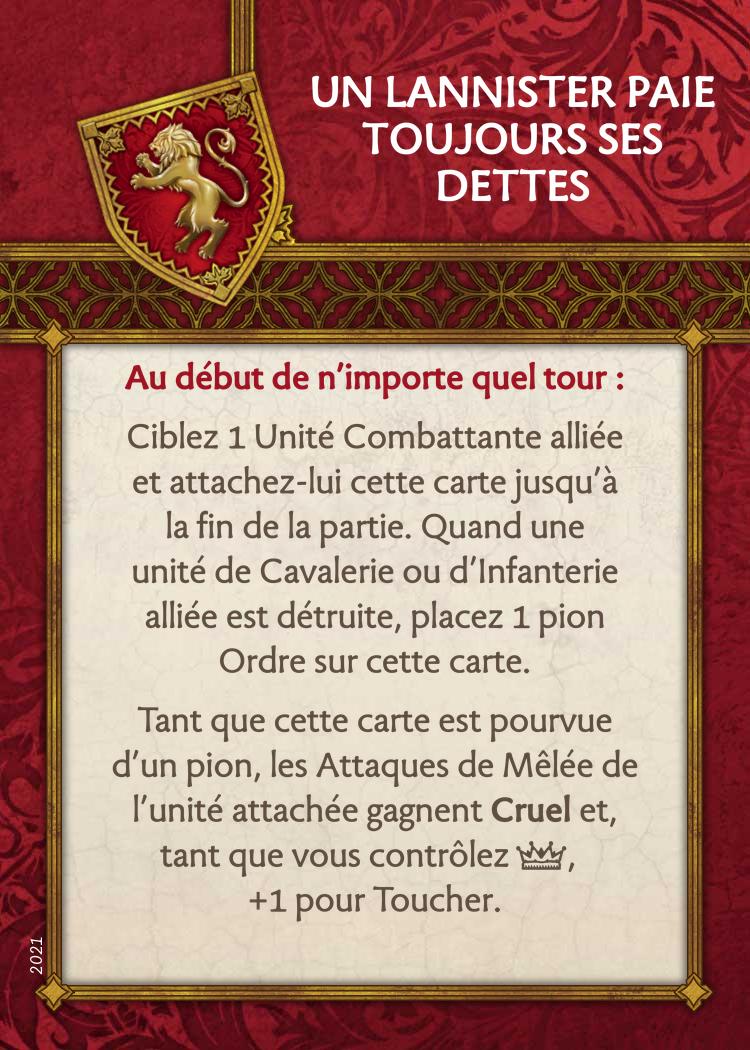 UN LANNISTER PAIE
TOUJOURS SES
DETTES
Au début de n’importe quel tour :
Ciblez 1 Unité Combattante alliée
et attachez-lui cette carte jusqu’à
la fin de la partie. Quand une
unité de Cavalerie ou d’Infanterie
alliée est détruite, placez 1 pion
Ordre sur cette carte.
Tant que cette carte est pourvue
d’un pion, les Attaques de Mêlée de
l’unité attachée gagnent Cruel et,
tant que vous contrôlez ,
+1 pour Toucher.
2021